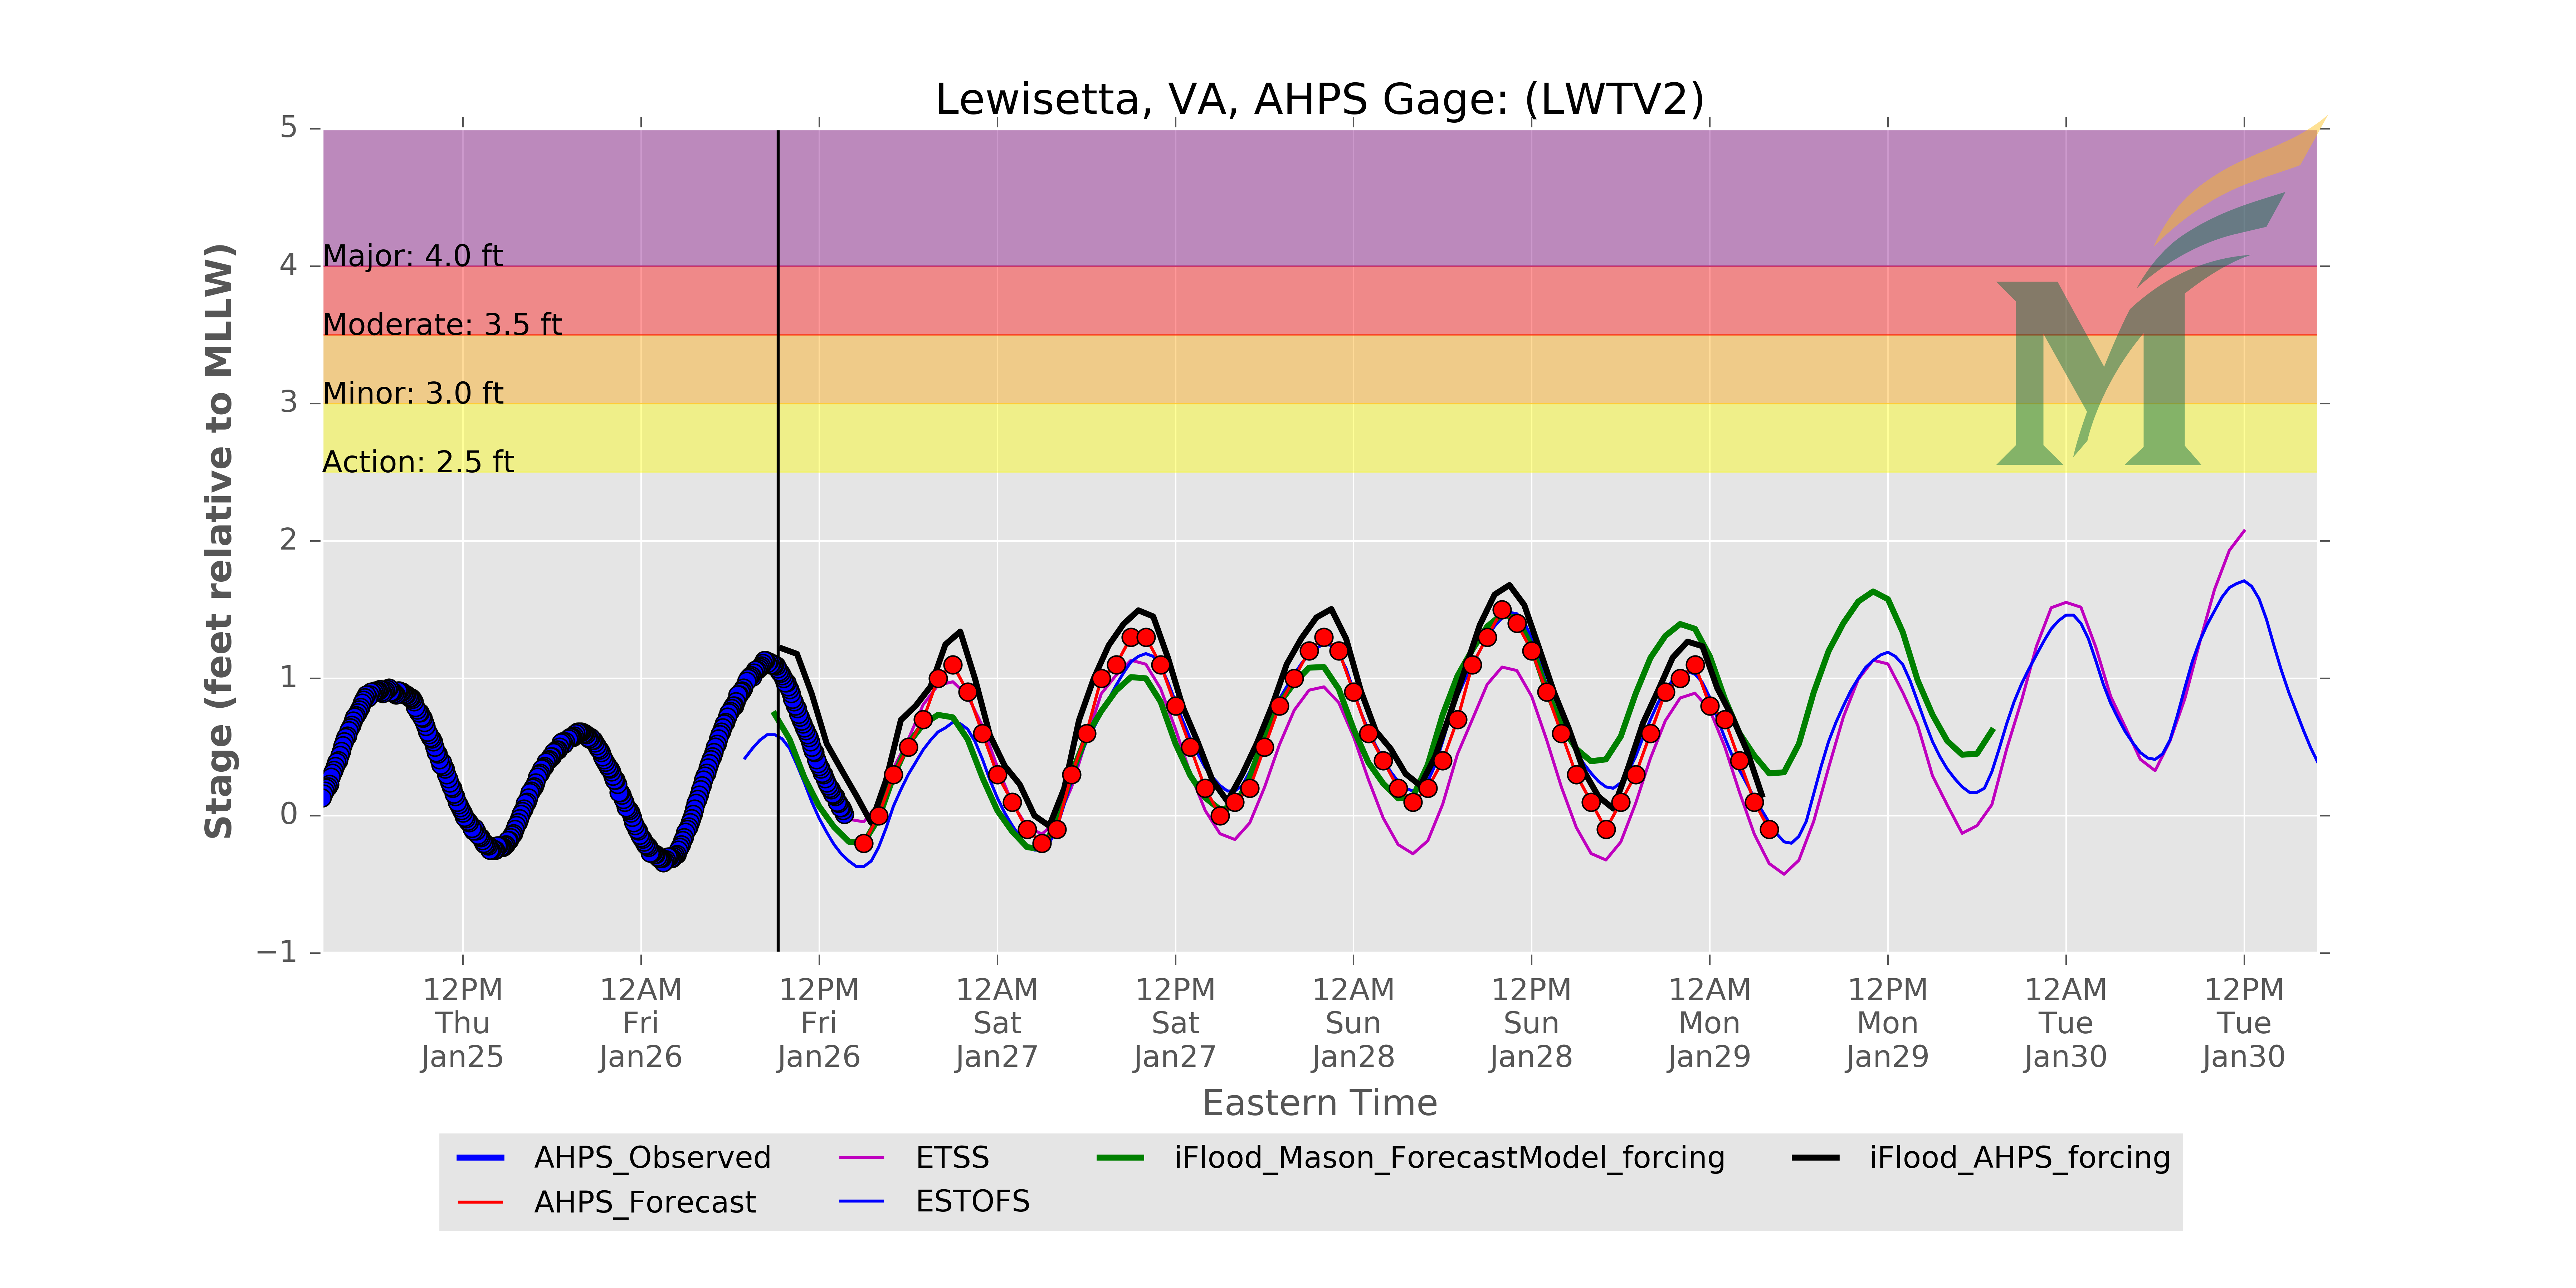 Lewisetta, VA, AHPS Gage: (LWTV2)
Stage (feet relative to MLLW)
5
4
3
2
1
0
−1
Major: 4.0 ft
Moderate: 3.5 ft
Minor: 3.0 ft
Action: 2.5 ft
12PM 12AM 12PM 12AM 12PM 12AM 12PM 12AM 12PM 12AM 12PM
Thu Fri Fri Sat Sat Sun Sun Mon Mon Tue Tue
Jan25 Jan26 Jan26 Jan27 Jan27 Jan28 Jan28 Jan29 Jan29 Jan30 Jan30
Eastern Time
AHPS_Observed ETSS iFlood_Mason_ForecastModel_forcing iFlood_AHPS_forcing
AHPS_Forecast ESTOFS
M